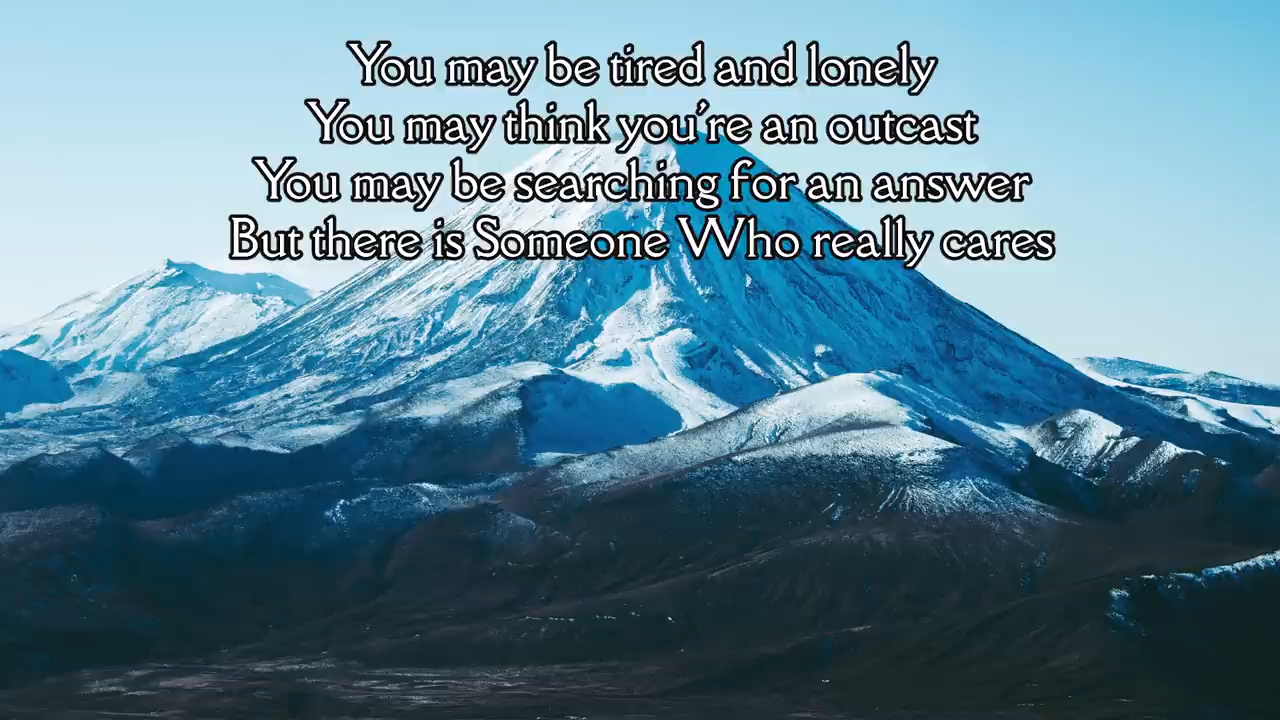 You may be tired and lonely
You may think you’re an outcast
You may be searching for an answer
But there is Someone Who really cares